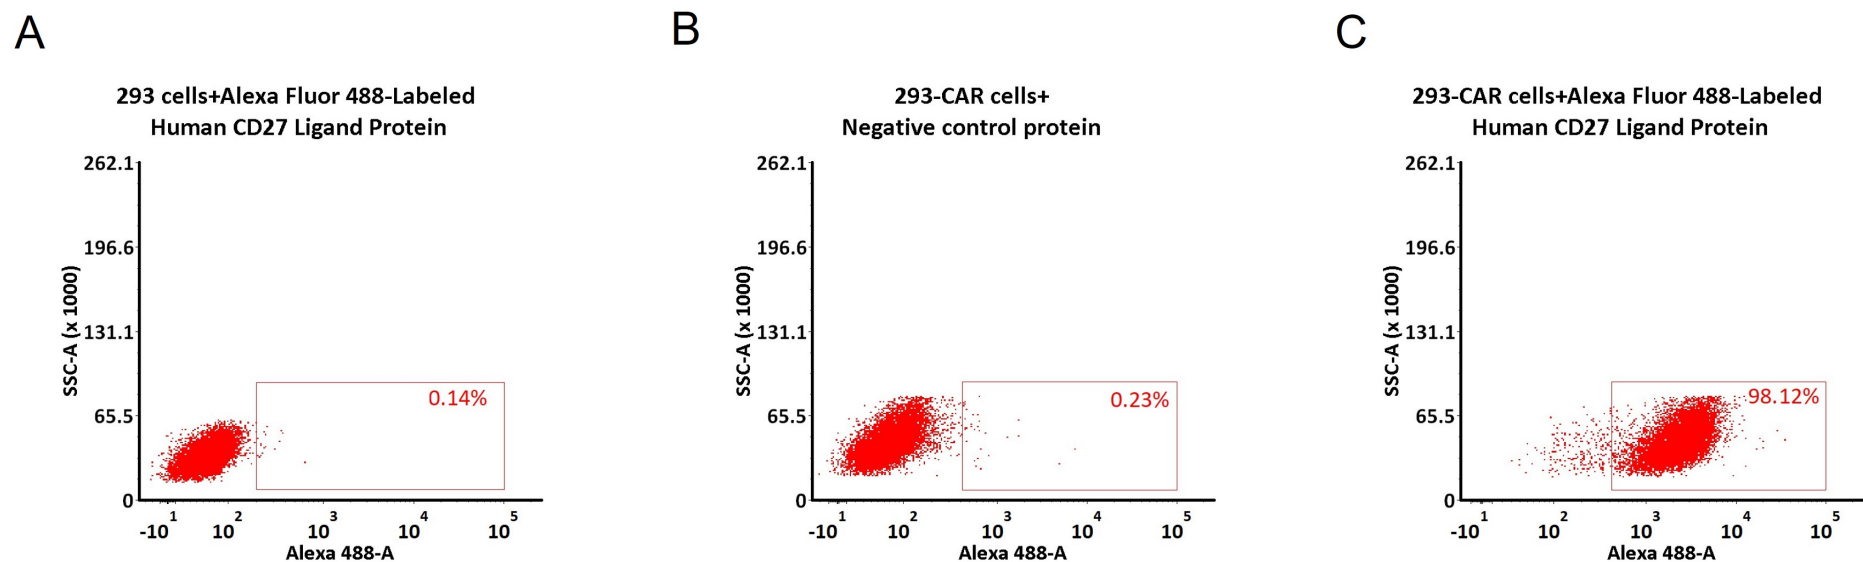 A
293 cells+Alexa Fluor 488-Labeled
Human CD27 Ligand Protein
262.1
196.6
131.1
65.5
0
SSC-A (x 1000)
0.14%
-10^1 10^2 10^3 10^4 10^5
Alexa 488-A
B
293-CAR cells+
Negative control protein
262.1
196.6
131.1
65.5
0
SSC-A (x 1000)
0.23%
-10^1 10^2 10^3 10^4 10^5
Alexa 488-A
C
293-CAR cells+Alexa Fluor 488-Labeled
Human CD27 Ligand Protein
262.1
196.6
131.1
65.5
0
SSC-A (x 1000)
98.12%
-10^1 10^2 10^3 10^4 10^5
Alexa 488-A